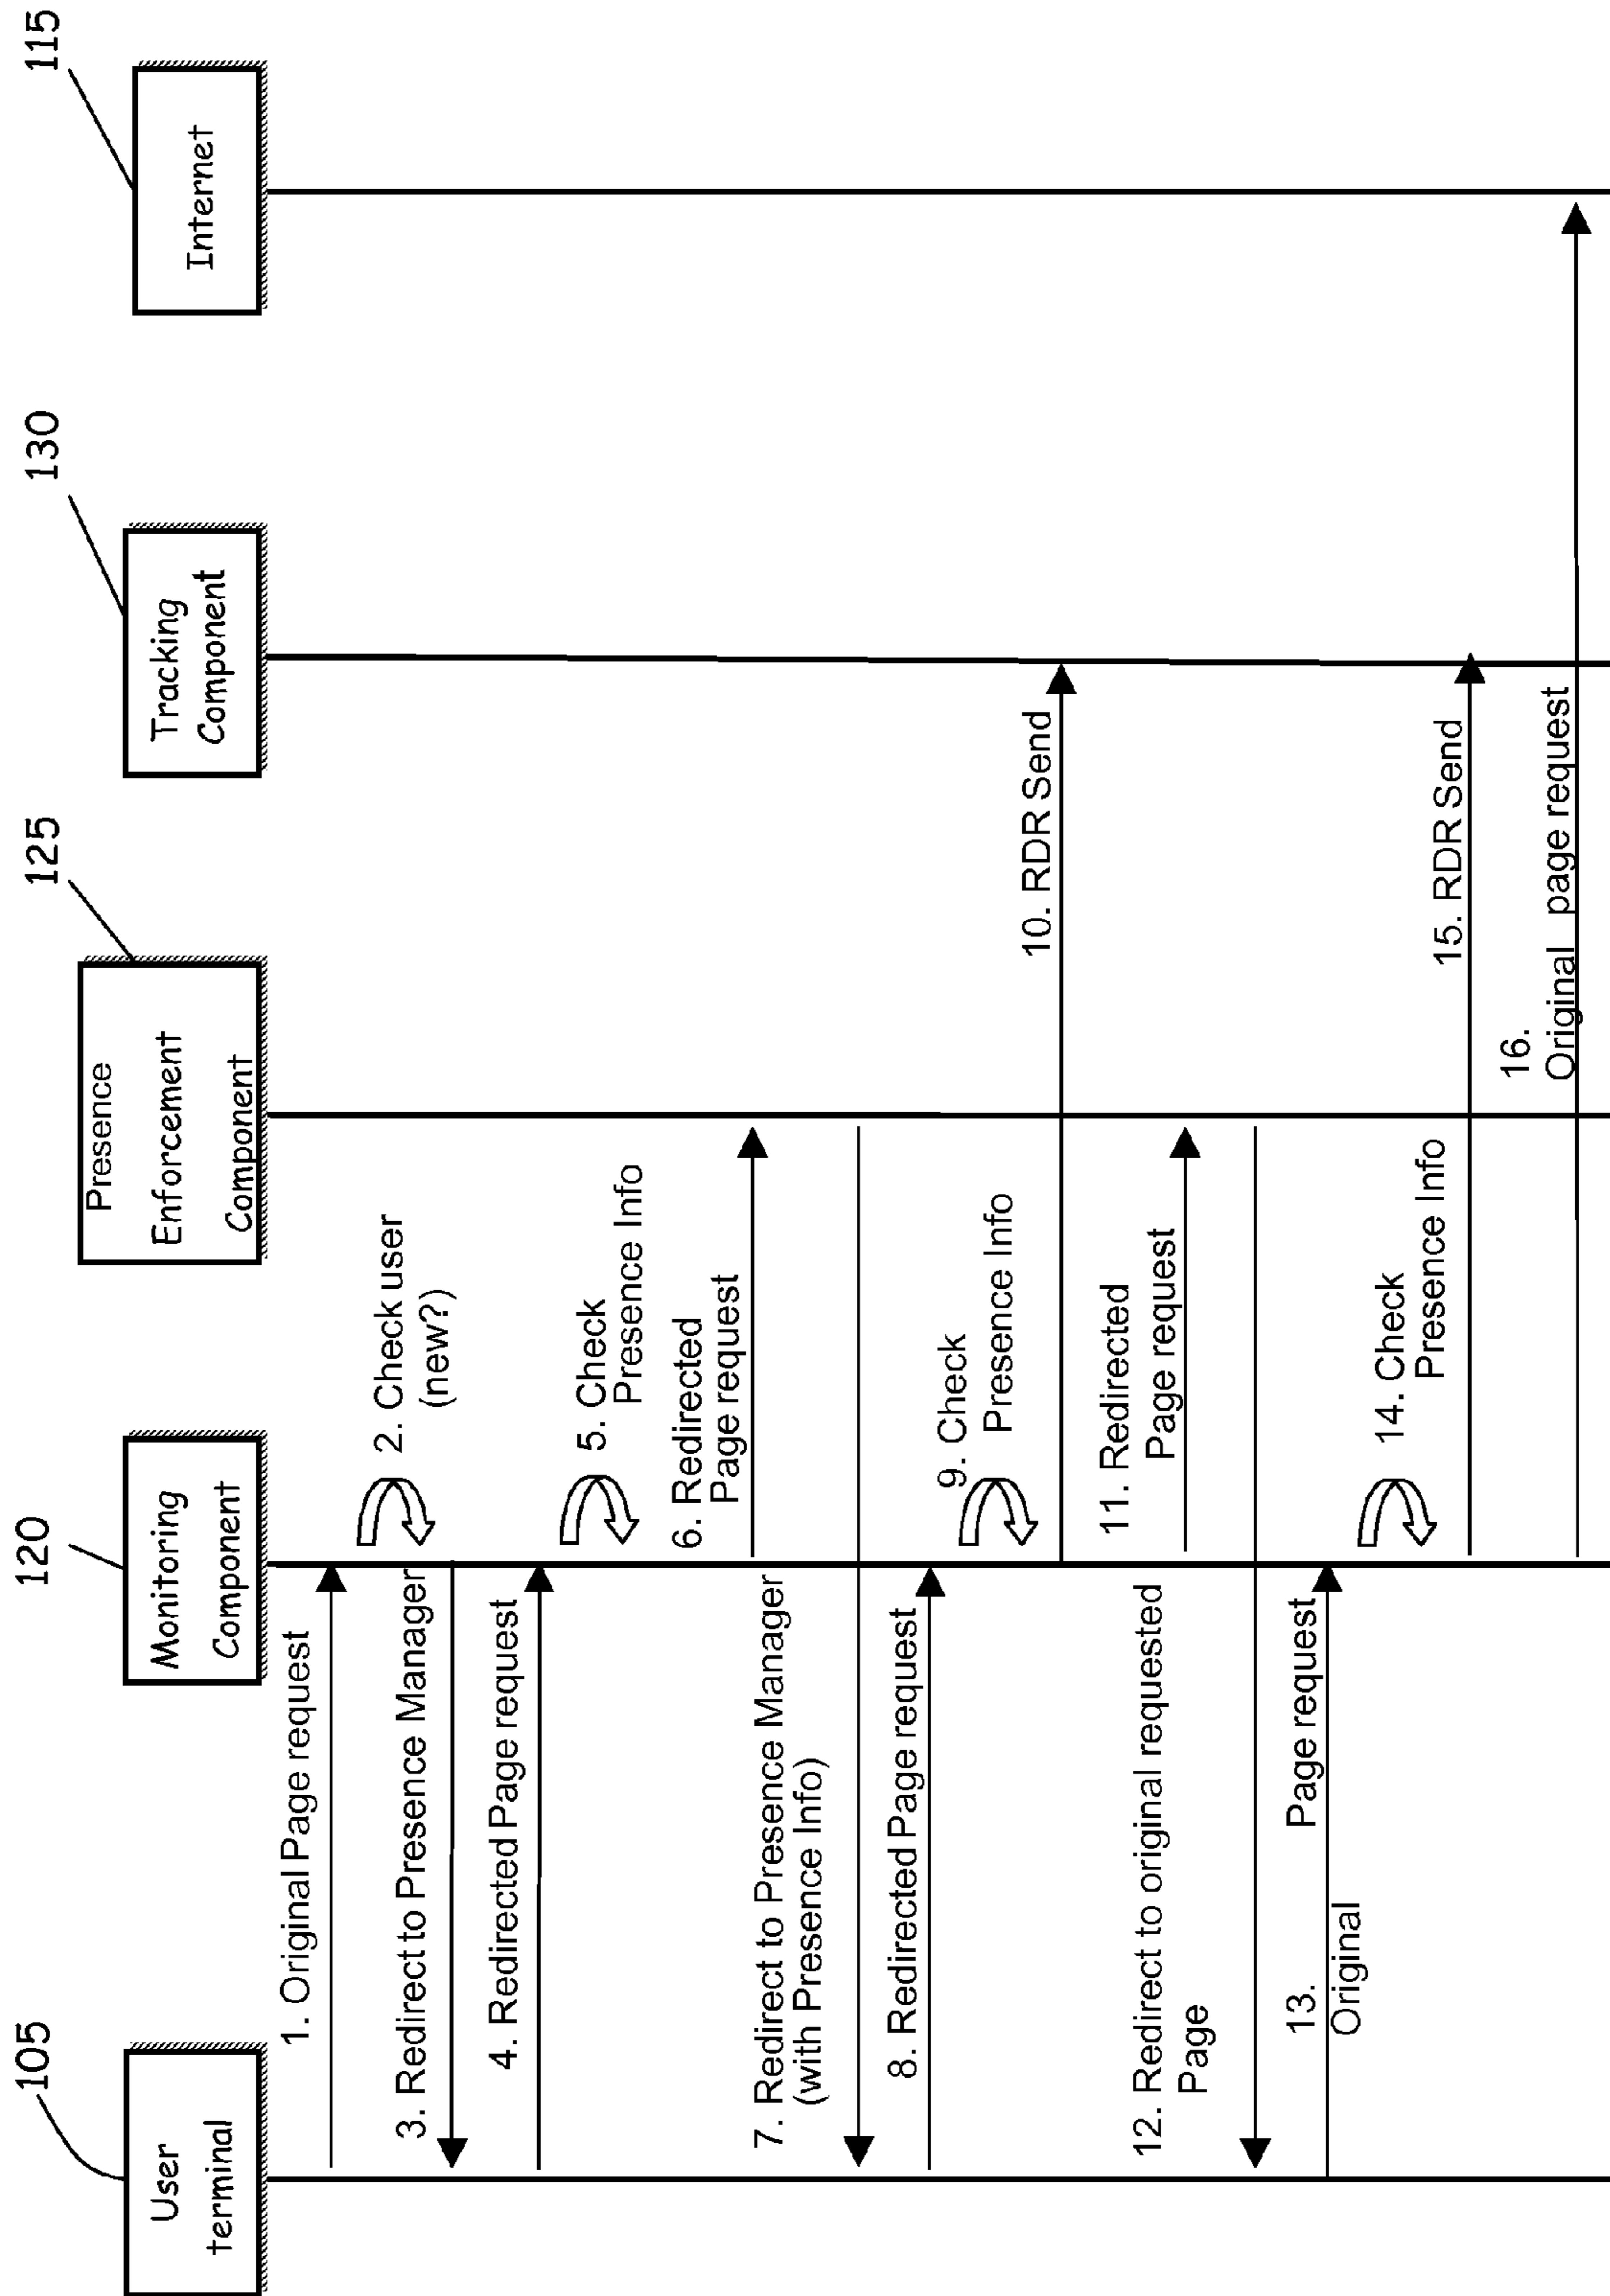 105
120
125
130
115
User
terminal
Monitoring
Component
Presence
Enforcement
Component
Tracking
Component
Internet
1. Original Page request
2. Check user
(new?)
3. Redirect to Presence Manager
4. Redirected Page request
5. Check
Presence Info
6. Redirected
Page request
7. Redirect to Presence Manager
(with Presence Info)
8. Redirected Page request
9. Check
Presence Info
10. RDR Send
11. Redirected
Page request
12. Redirect to original requested
Page
13. Page request
Original
14. Check
Presence Info
15. RDR Send
16.
Original page request